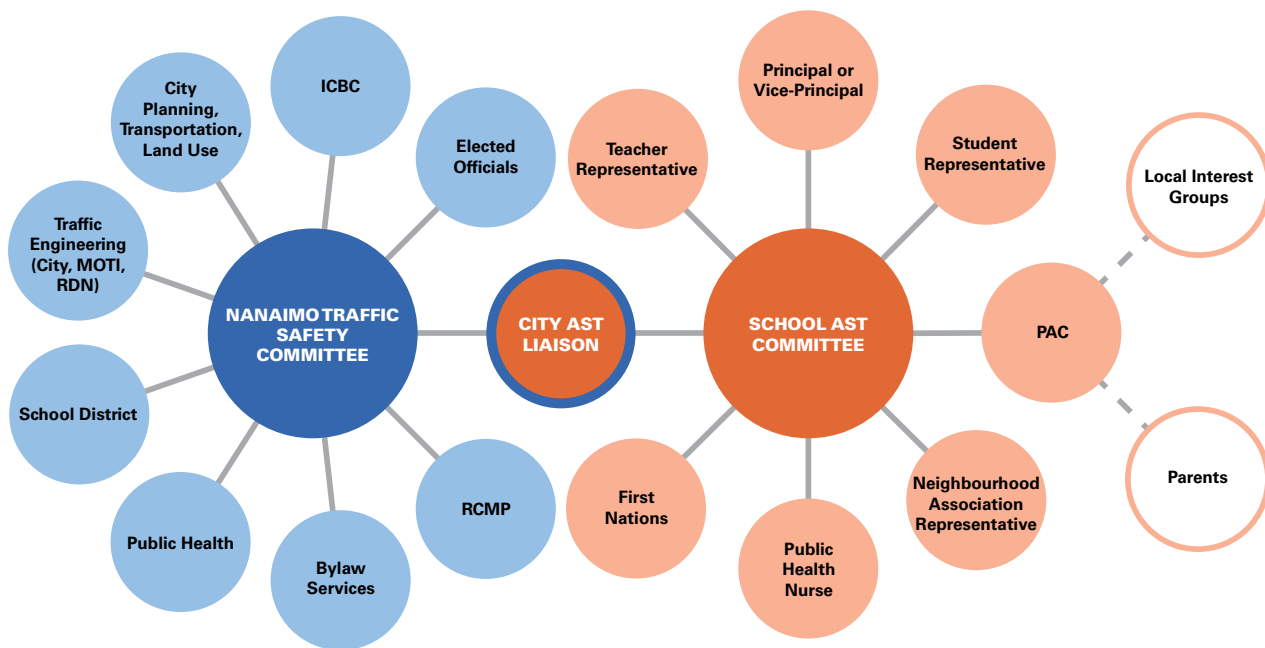 ICBC
City
Planning,
Transportation,
Land Use
Elected
Officials
Traffic
Engineering
(City, MOTI,
RDN)
NANAIMO TRAFFIC
SAFETY
COMMITTEE
School District
Public Health
Bylaw
Services
RCMP
CITY AST
LIAISON
Principal or
Vice-Principal
Teacher
Representative
Student
Representative
SCHOOL AST
COMMITTEE
PAC
Local Interest
Groups
Parents
First
Nations
Public
Health
Nurse
Neighbourhood
Association
Representative